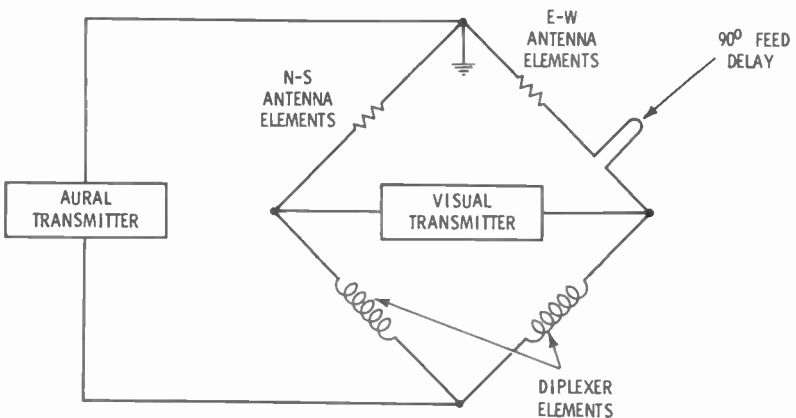 E-W
ANTENNA
ELEMENTS
90° FEED
DELAY
N-S
ANTENNA
ELEMENTS
AURAL
TRANSMITTER
VISUAL
TRANSMITTER
DIPLEXER
ELEMENTS